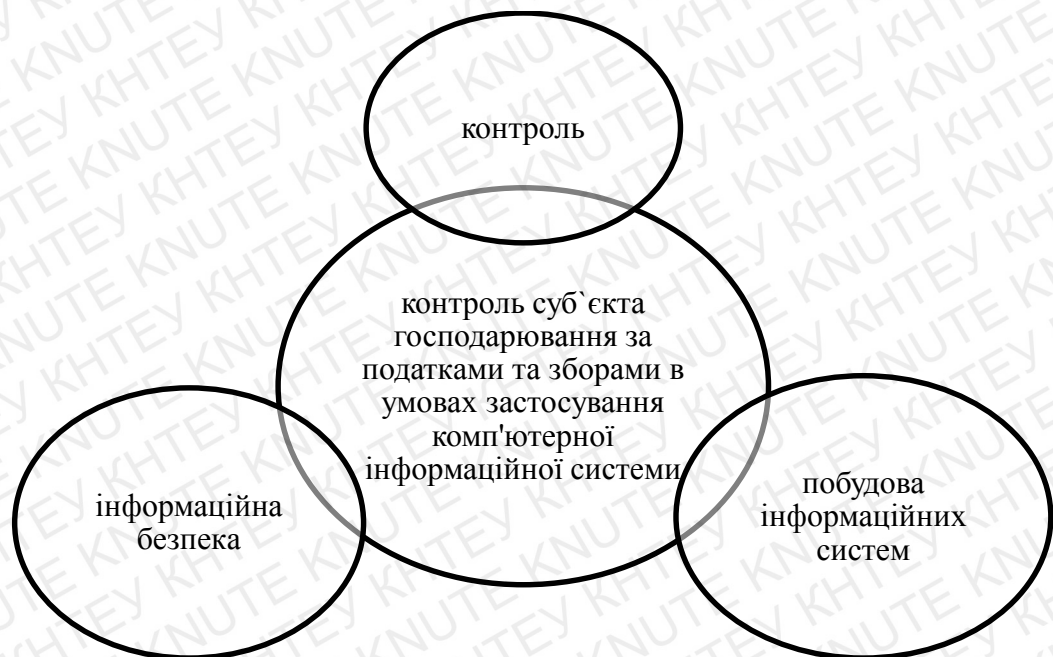 контроль
контроль суб`єкта
господарювання за
податками та зборами в
умовах застосування
комп'ютерної
інформаційної системи
інформаційна
безпека
побудова
інформаційних
систем